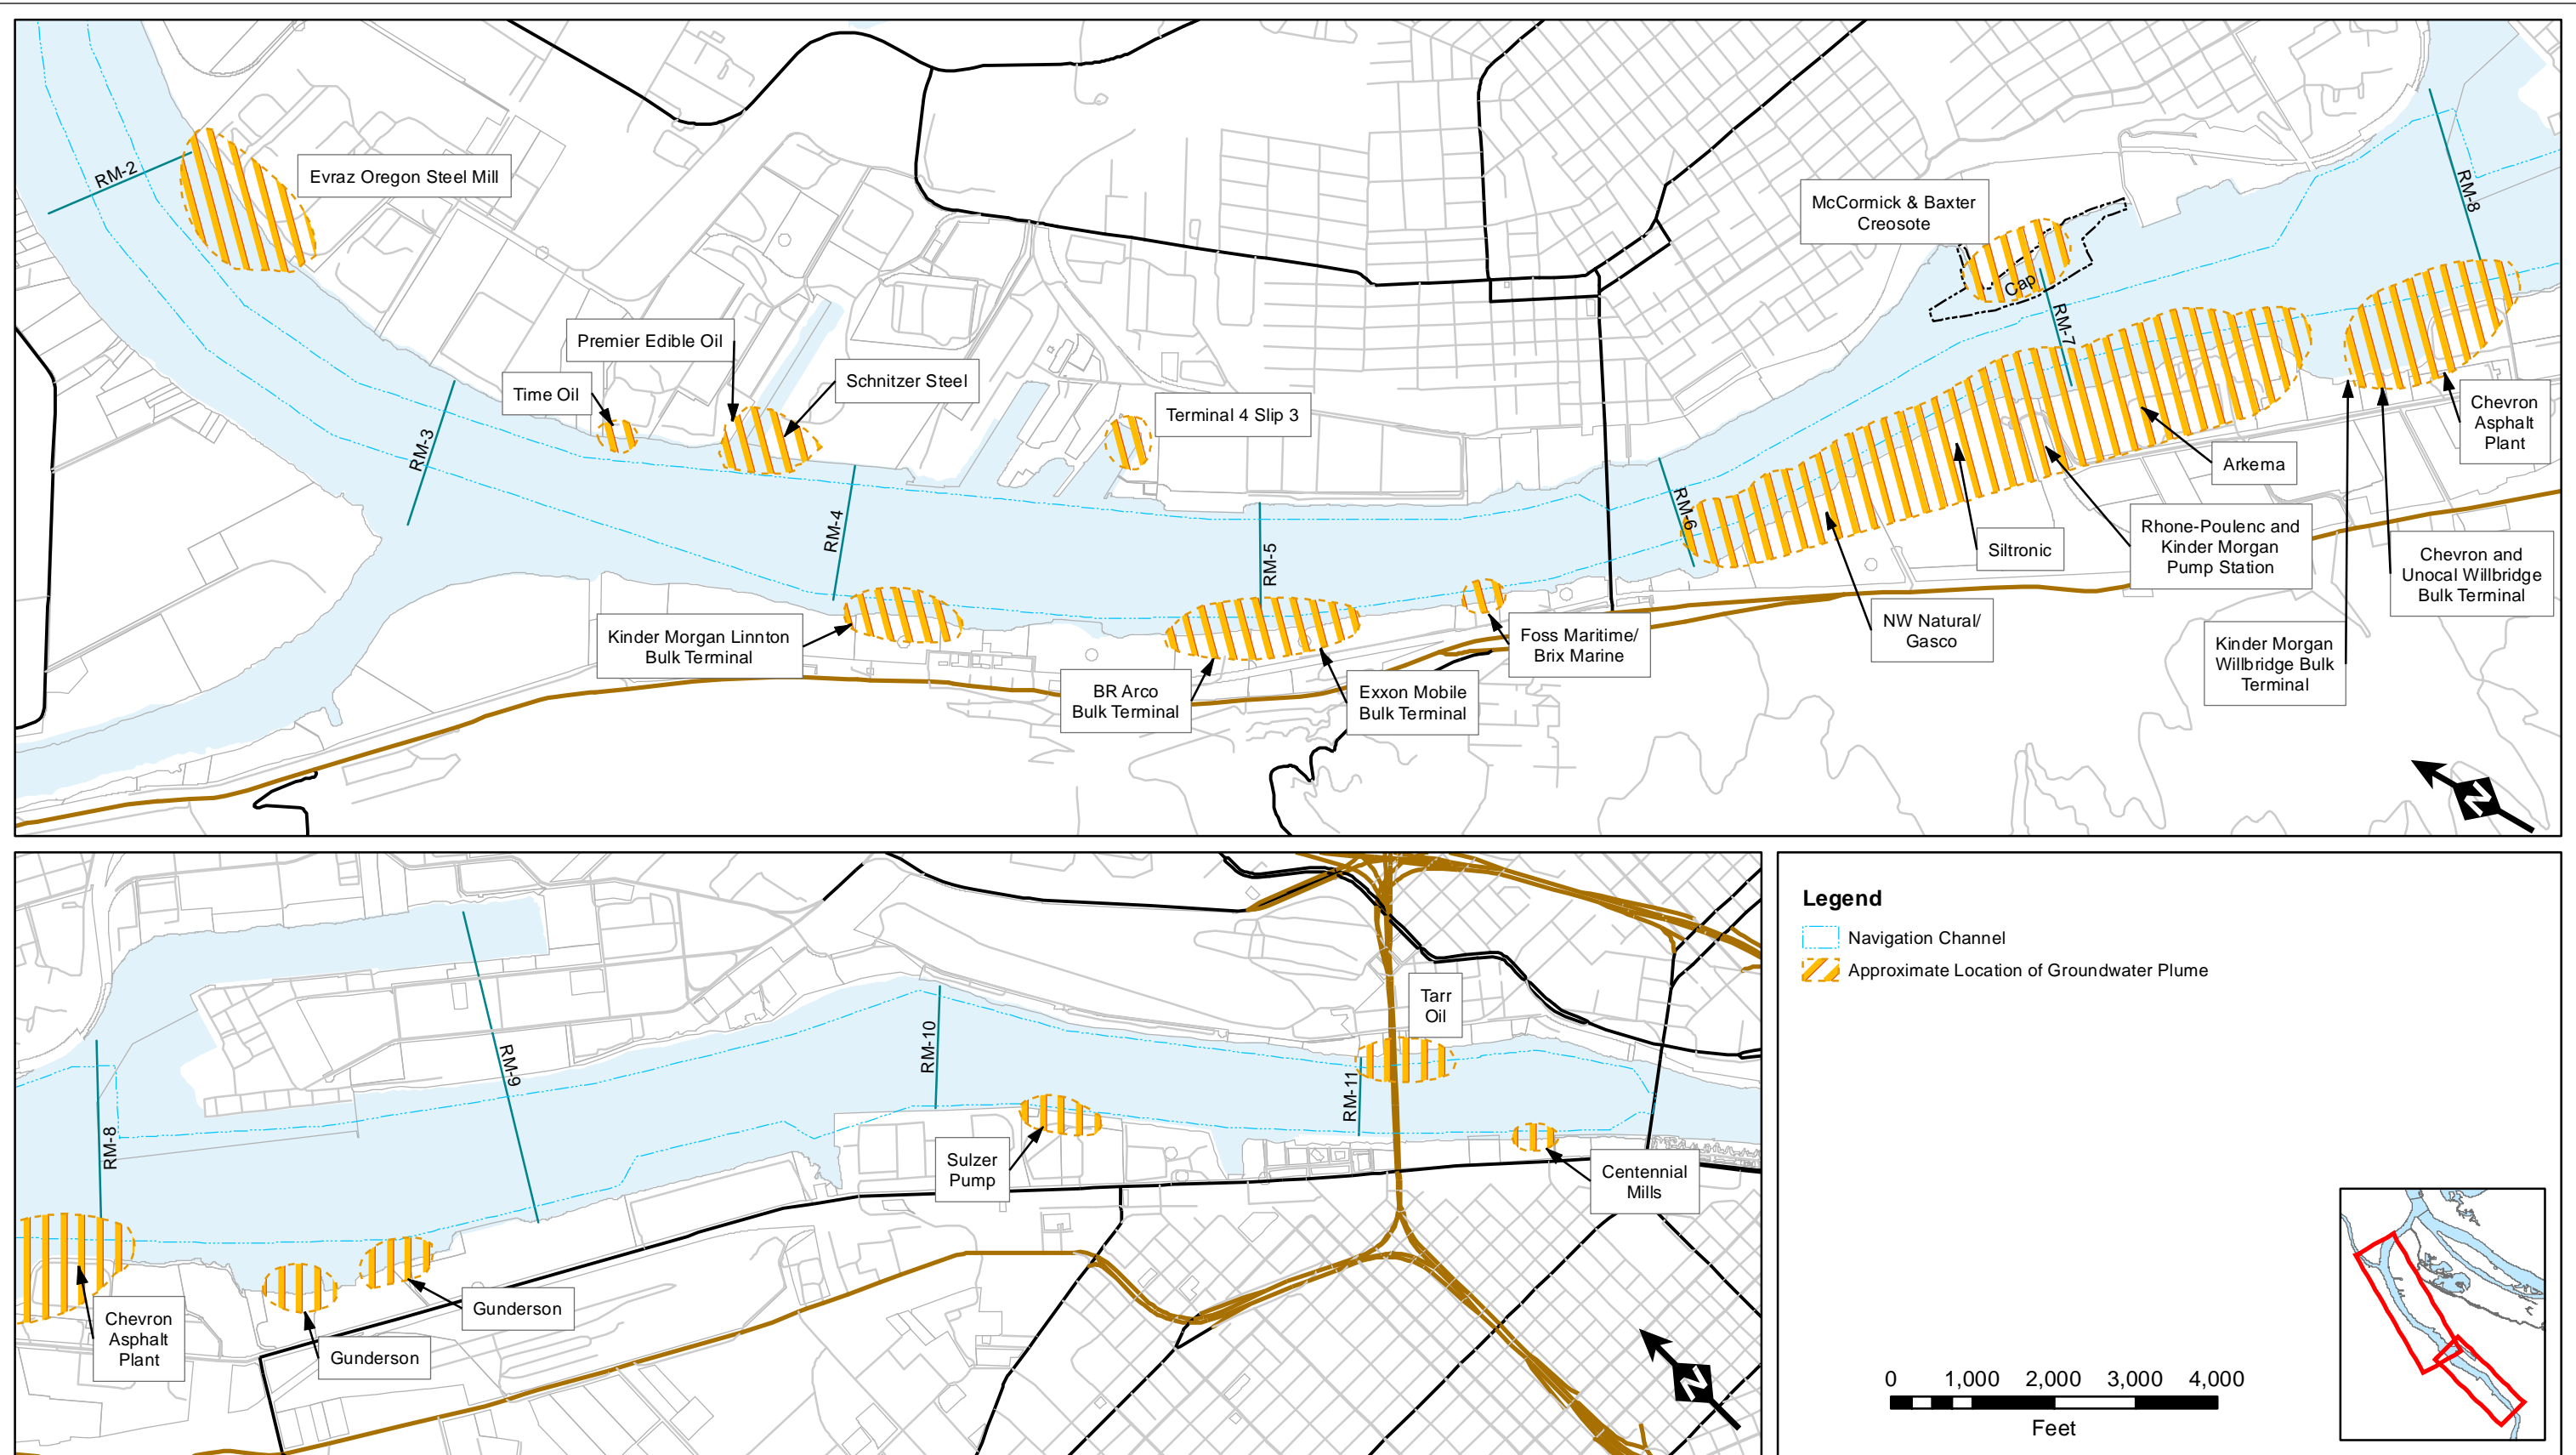 RM-2
Evraz Oregon Steel Mill
RM-3
Time Oil
Premier Edible Oil
Schnitzer Steel
RM-4
Terminal 4 Slip 3
RM-5
Kinder Morgan Linnton
Bulk Terminal
BR Arco
Bulk Terminal
Exxon Mobile
Bulk Terminal
Foss Maritime/
Brix Marine
RM-6
McCormick & Baxter
Creosote
Cap
RM-7
RM-8
NW Natural/
Gasco
Siltronic
Rhone-Poulenc and
Kinder Morgan
Pump Station
Arkema
Kinder Morgan
Willbridge Bulk
Terminal
Chevron and
Unocal Willbridge
Bulk Terminal
Chevron
Asphalt
Plant
N
RM-8
Chevron
Asphalt
Plant
Gunderson
Gunderson
RM-9
RM-10
Sulzer
Pump
RM-11
Tarr
Oil
Centennial
Mills
N
Legend
Navigation Channel
Approximate Location of Groundwater Plume
0 1,000 2,000 3,000 4,000
Feet